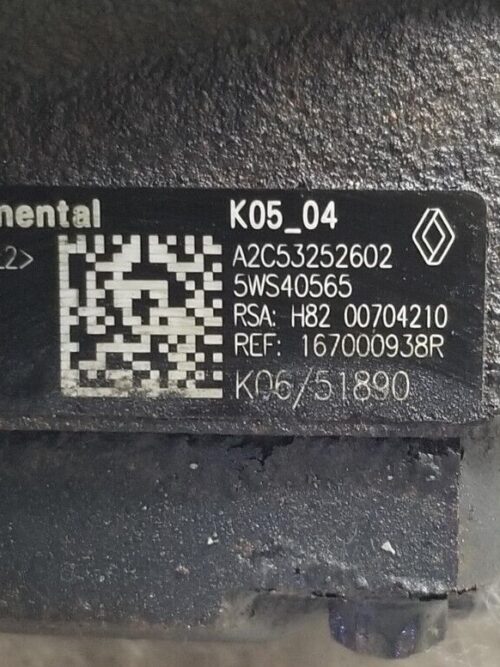 nental K05_04
2> A2C53252602
5WS40565
RSA: H82 00704210
REF: 167000938R
K06/51890